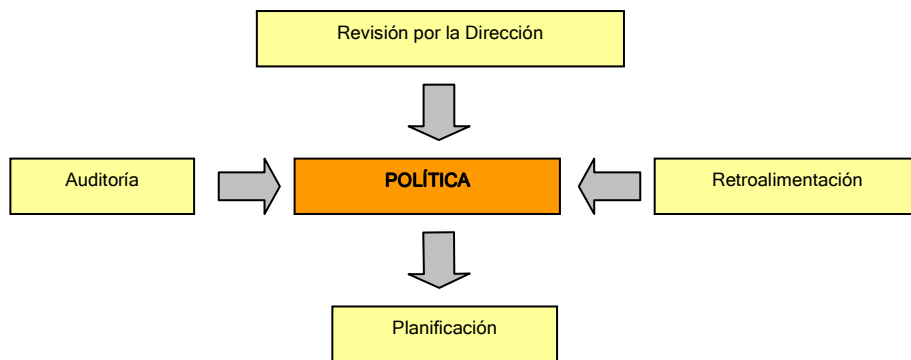 Revisión por la Dirección
Auditoría
POLÍTICA
Retroalimentación
Planificación